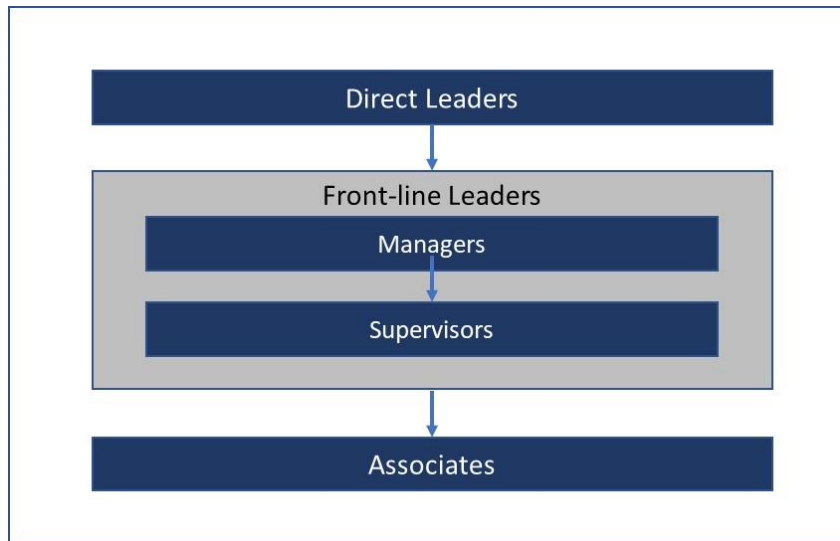 Direct Leaders
Front-line Leaders
Managers
Supervisors
Associates